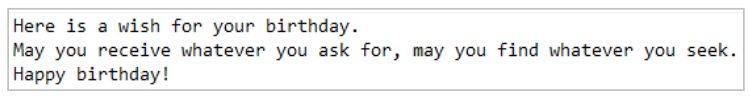 Here is a wish for your birthday.
May you receive whatever you ask for, may you find whatever you seek.
Happy birthday!